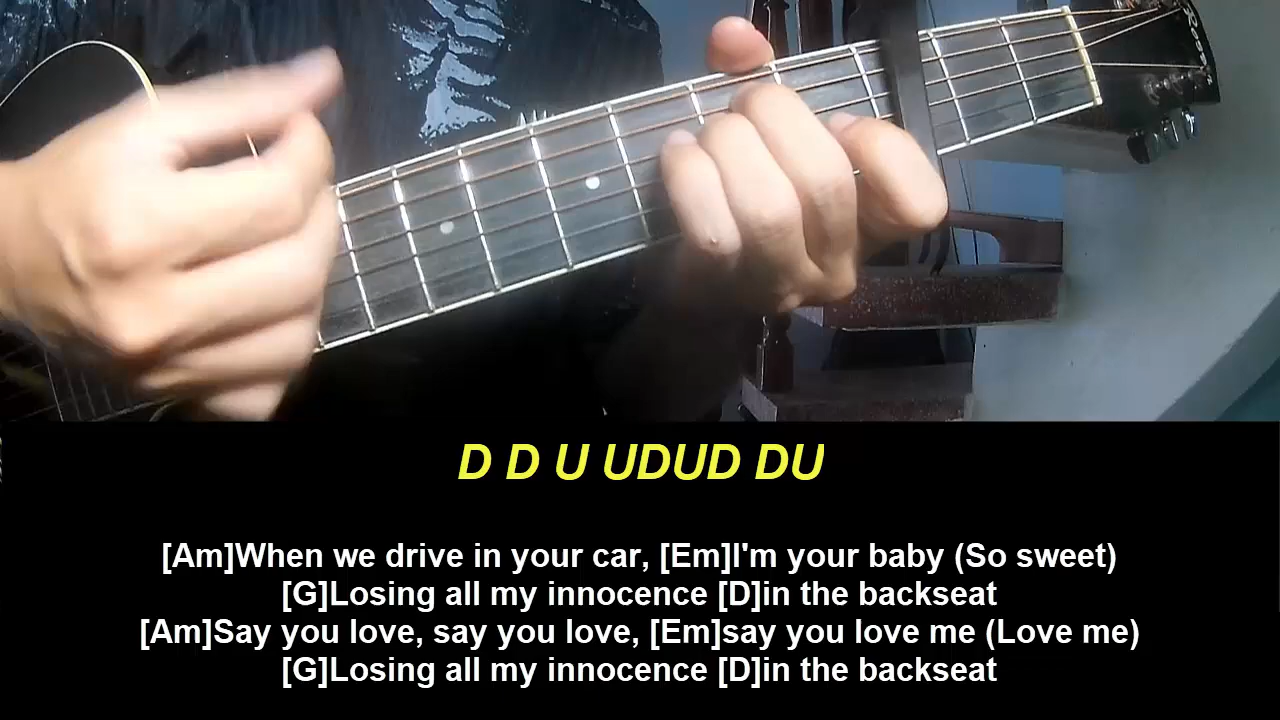 D D U UDUD DU
[Am]When we drive in your car, [Em]I'm your baby (So sweet)
[G]Losing all my innocence [D]in the backseat
[Am]Say you love, say you love, [Em]say you love me (Love me)
[G]Losing all my innocence [D]in the backseat